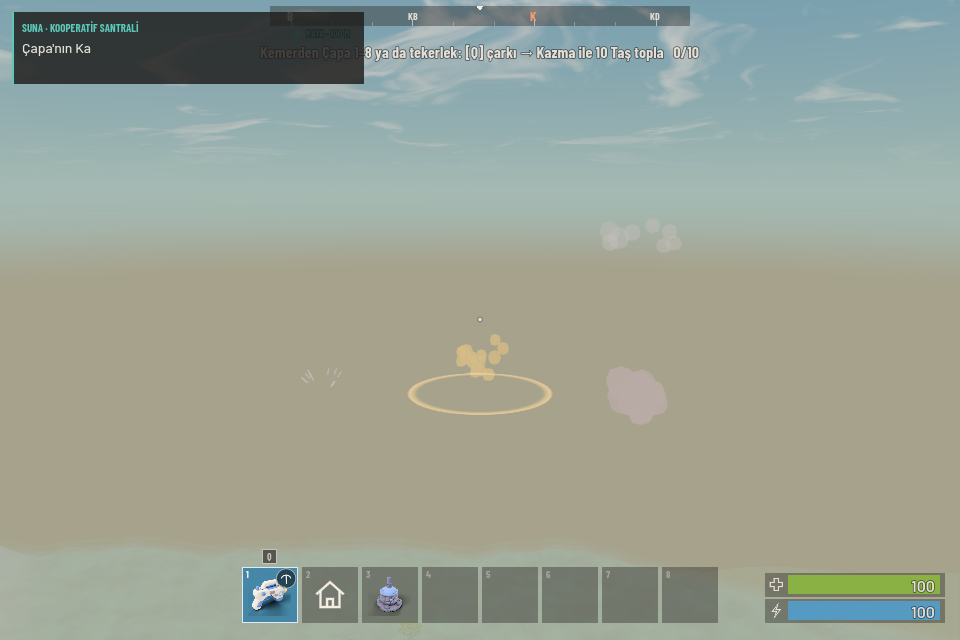 SUNA · KOOPERATİF SANTRALİ
Çapa'nın Ka
KB
K
KD
Kemerden Çapa 1-8 ya da tekerlek: [Q] çarkı → Kazma ile 10 Taş topla 0/10
Q
1
2
3
4
5
6
7
8
100
100